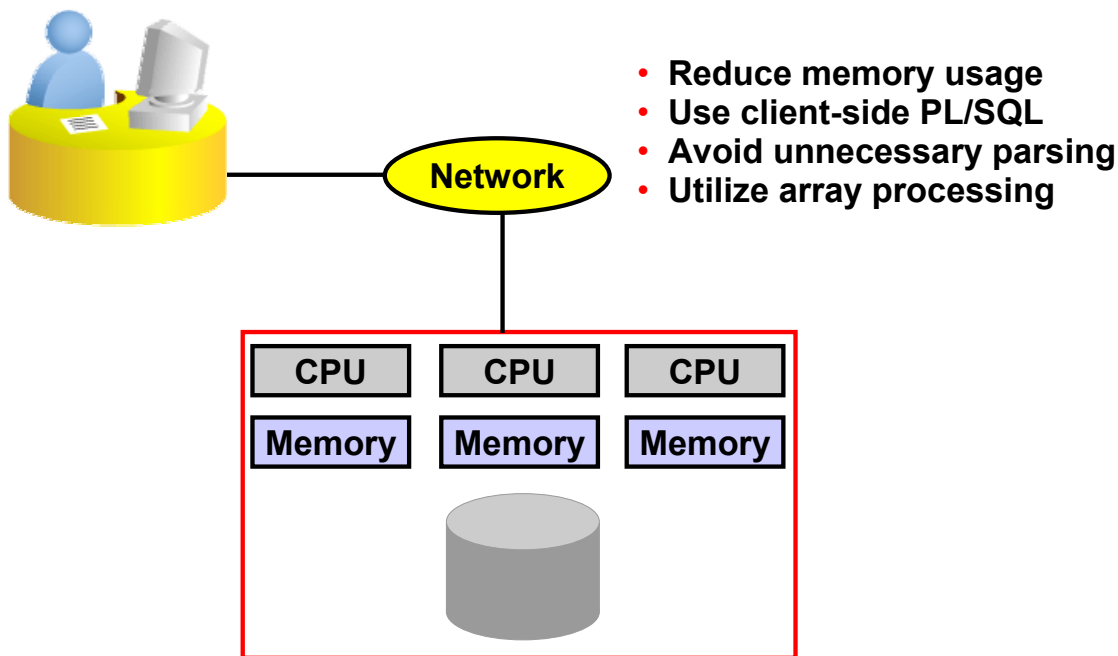 • Reduce memory usage
• Use client-side PL/SQL
• Avoid unnecessary parsing
• Utilize array processing
Network
CPU CPU CPU
Memory Memory Memory